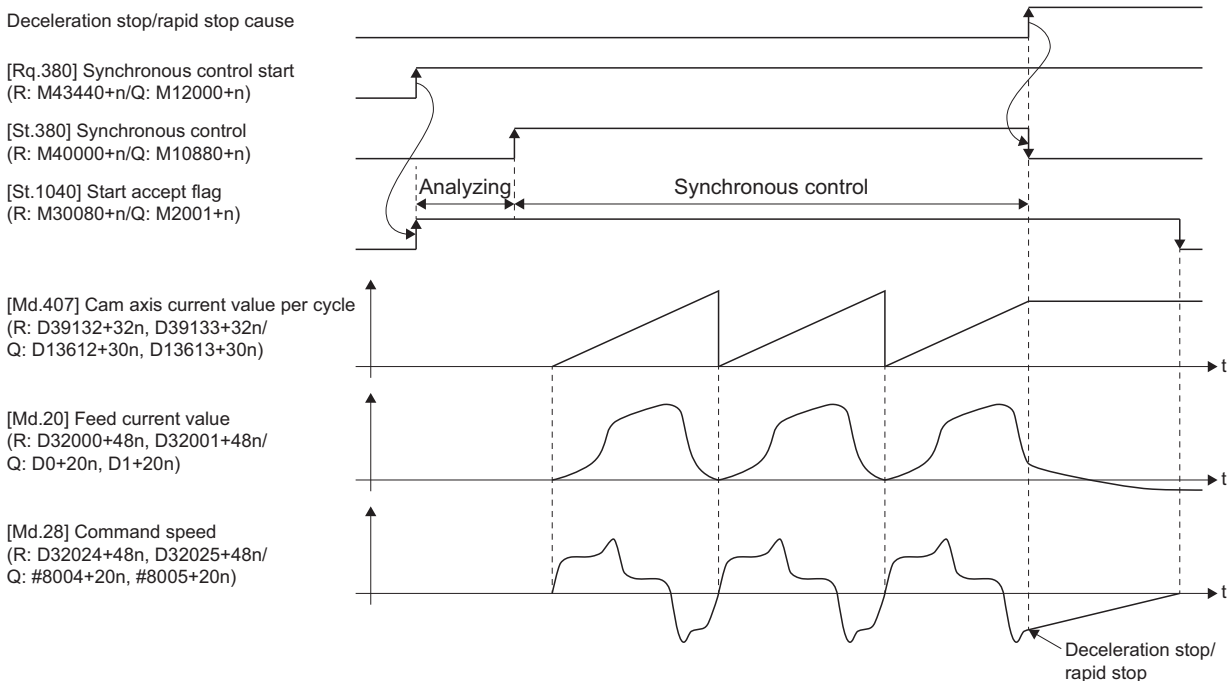 Deceleration stop/rapid stop cause
[Rq.380] Synchronous control start
(R: M43440+n/Q: M12000+n)
[St.380] Synchronous control
(R: M40000+n/Q: M10880+n)
[St.1040] Start accept flag
(R: M30080+n/Q: M2001+n)
Analyzing
Synchronous control
[Md.407] Cam axis current value per cycle
(R: D39132+32n, D39133+32n/
Q: D13612+30n, D13613+30n)
t
[Md.20] Feed current value
(R: D32000+48n, D32001+48n/
Q: D0+20n, D1+20n)
t
[Md.28] Command speed
(R: D32024+48n, D32025+48n/
Q: #8004+20n, #8005+20n)
t
Deceleration stop/
rapid stop